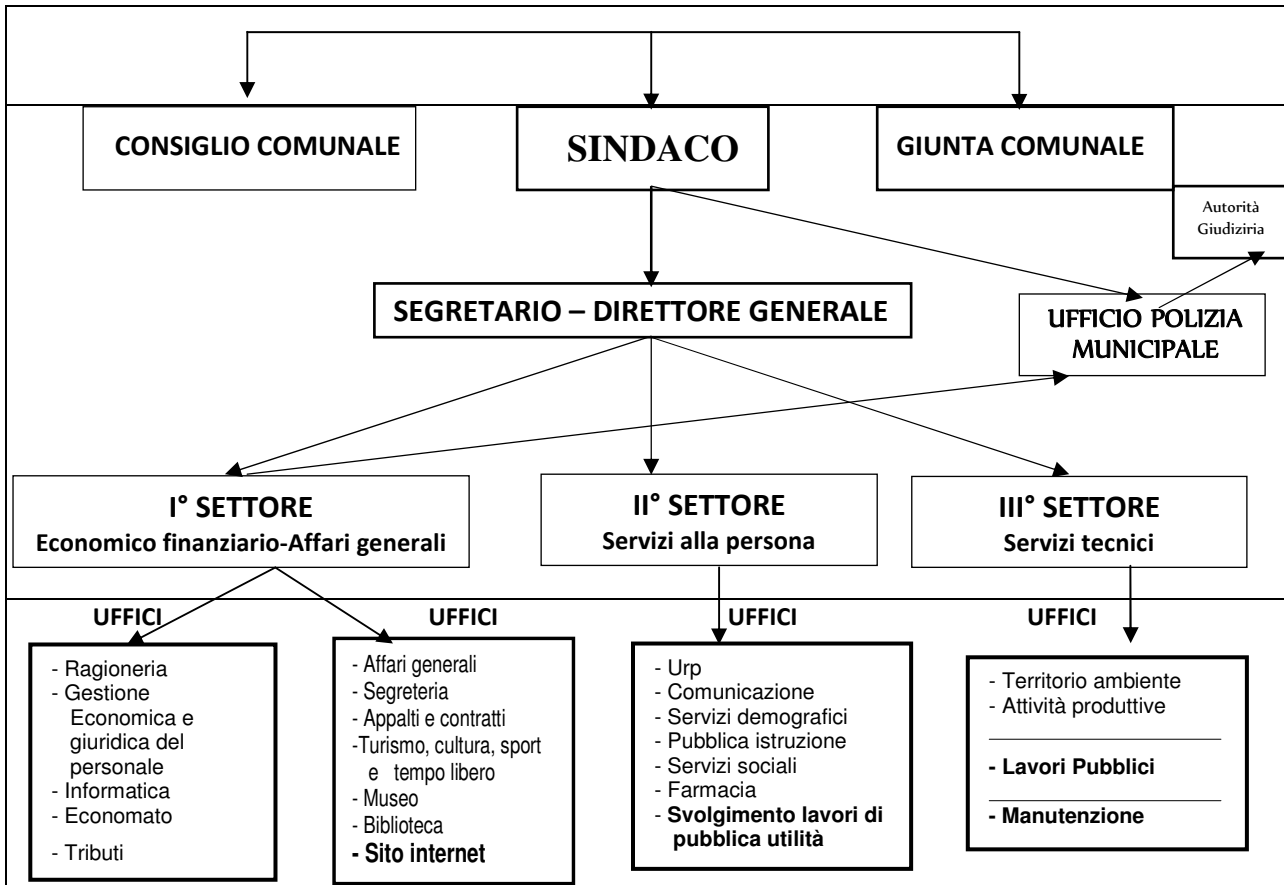 CONSIGLIO COMUNALE
SINDACO
GIUNTA COMUNALE
Autorità
Giudiziria
SEGRETARIO – DIRETTORE GENERALE
UFFICIO POLIZIA
MUNICIPALE
I° SETTORE
Economico finanziario-Affari generali
II° SETTORE
Servizi alla persona
III° SETTORE
Servizi tecnici
UFFICI
- Ragioneria
- Gestione
Economica e
giuridica del
personale
- Informatica
- Economato
- Tributi
UFFICI
- Affari generali
- Segreteria
- Appalti e contratti
-Turismo, cultura, sport
e tempo libero
- Museo
- Biblioteca
- Sito internet
UFFICI
- Urp
- Comunicazione
- Servizi demografici
- Pubblica istruzione
- Servizi sociali
- Farmacia
- Svolgimento lavori di
pubblica utilità
UFFICI
- Territorio ambiente
- Attività produttive
- Lavori Pubblici
- Manutenzione